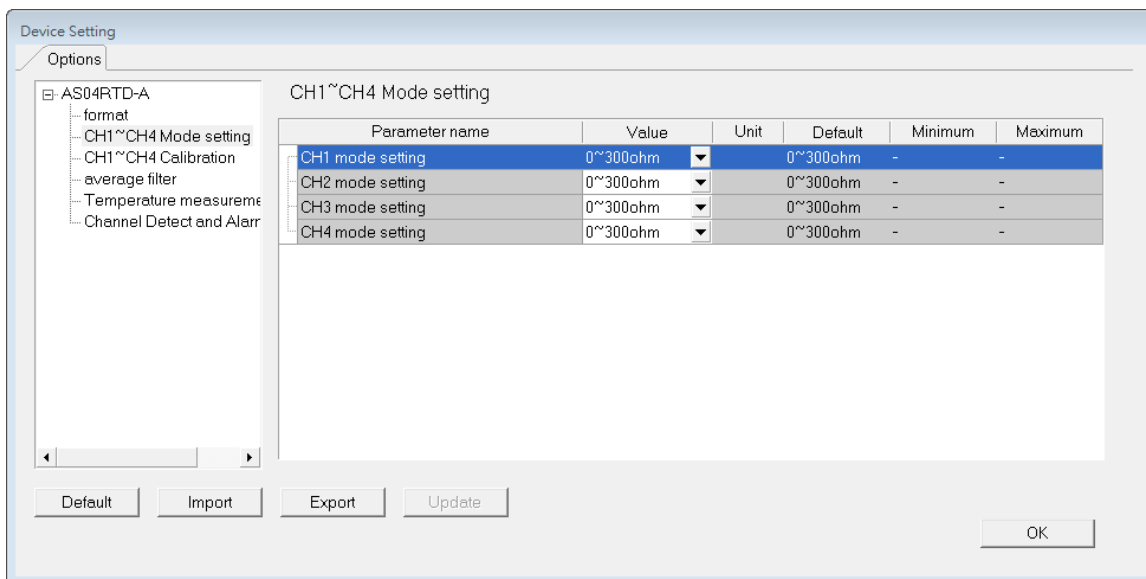 Device Setting
Options
AS04RTD-A
format
CH1~CH4 Mode setting
CH1~CH4 Calibration
average filter
Temperature measureme
Channel Detect and Alarr
CH1~CH4 Mode setting
Parameter name Value Unit Default Minimum Maximum
CH1 mode setting 0~300ohm 0~300ohm - -
CH2 mode setting 0~300ohm 0~300ohm - -
CH3 mode setting 0~300ohm 0~300ohm - -
CH4 mode setting 0~300ohm 0~300ohm - -
Default Import Export Update
OK